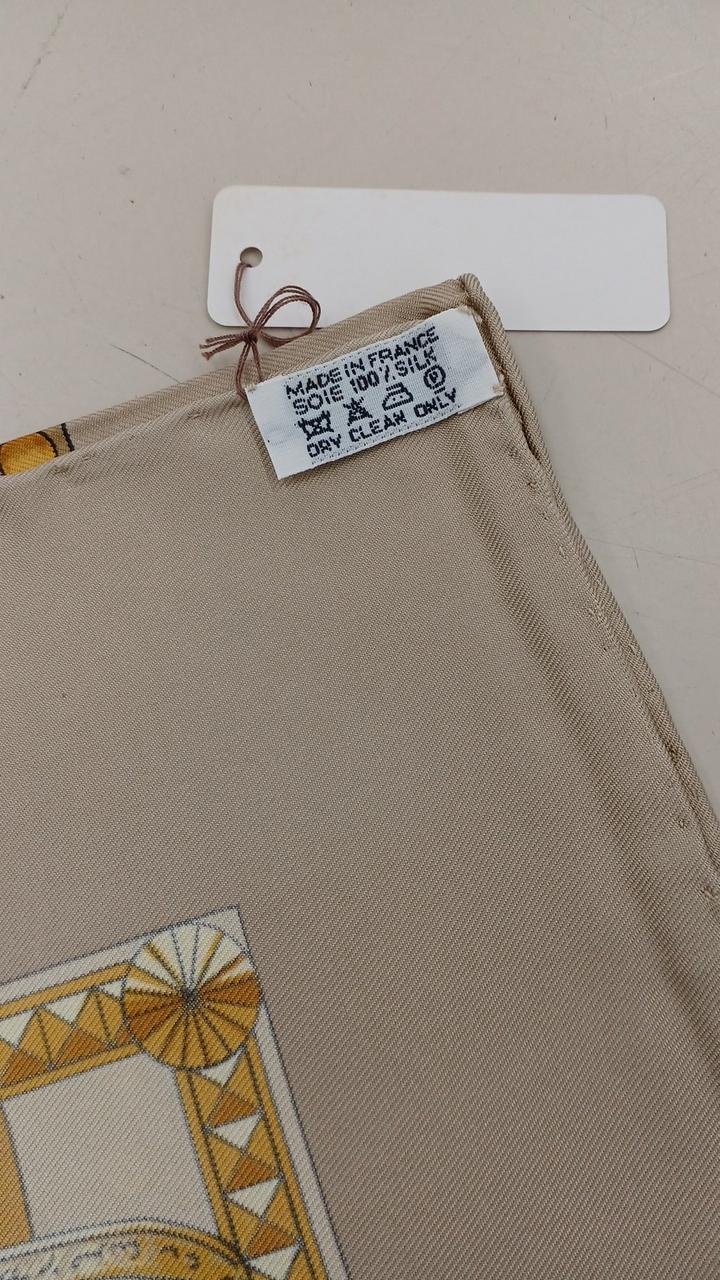 MADE IN FRANCE
SOIE 100% SILK
P
DRY CLEAN ONLY